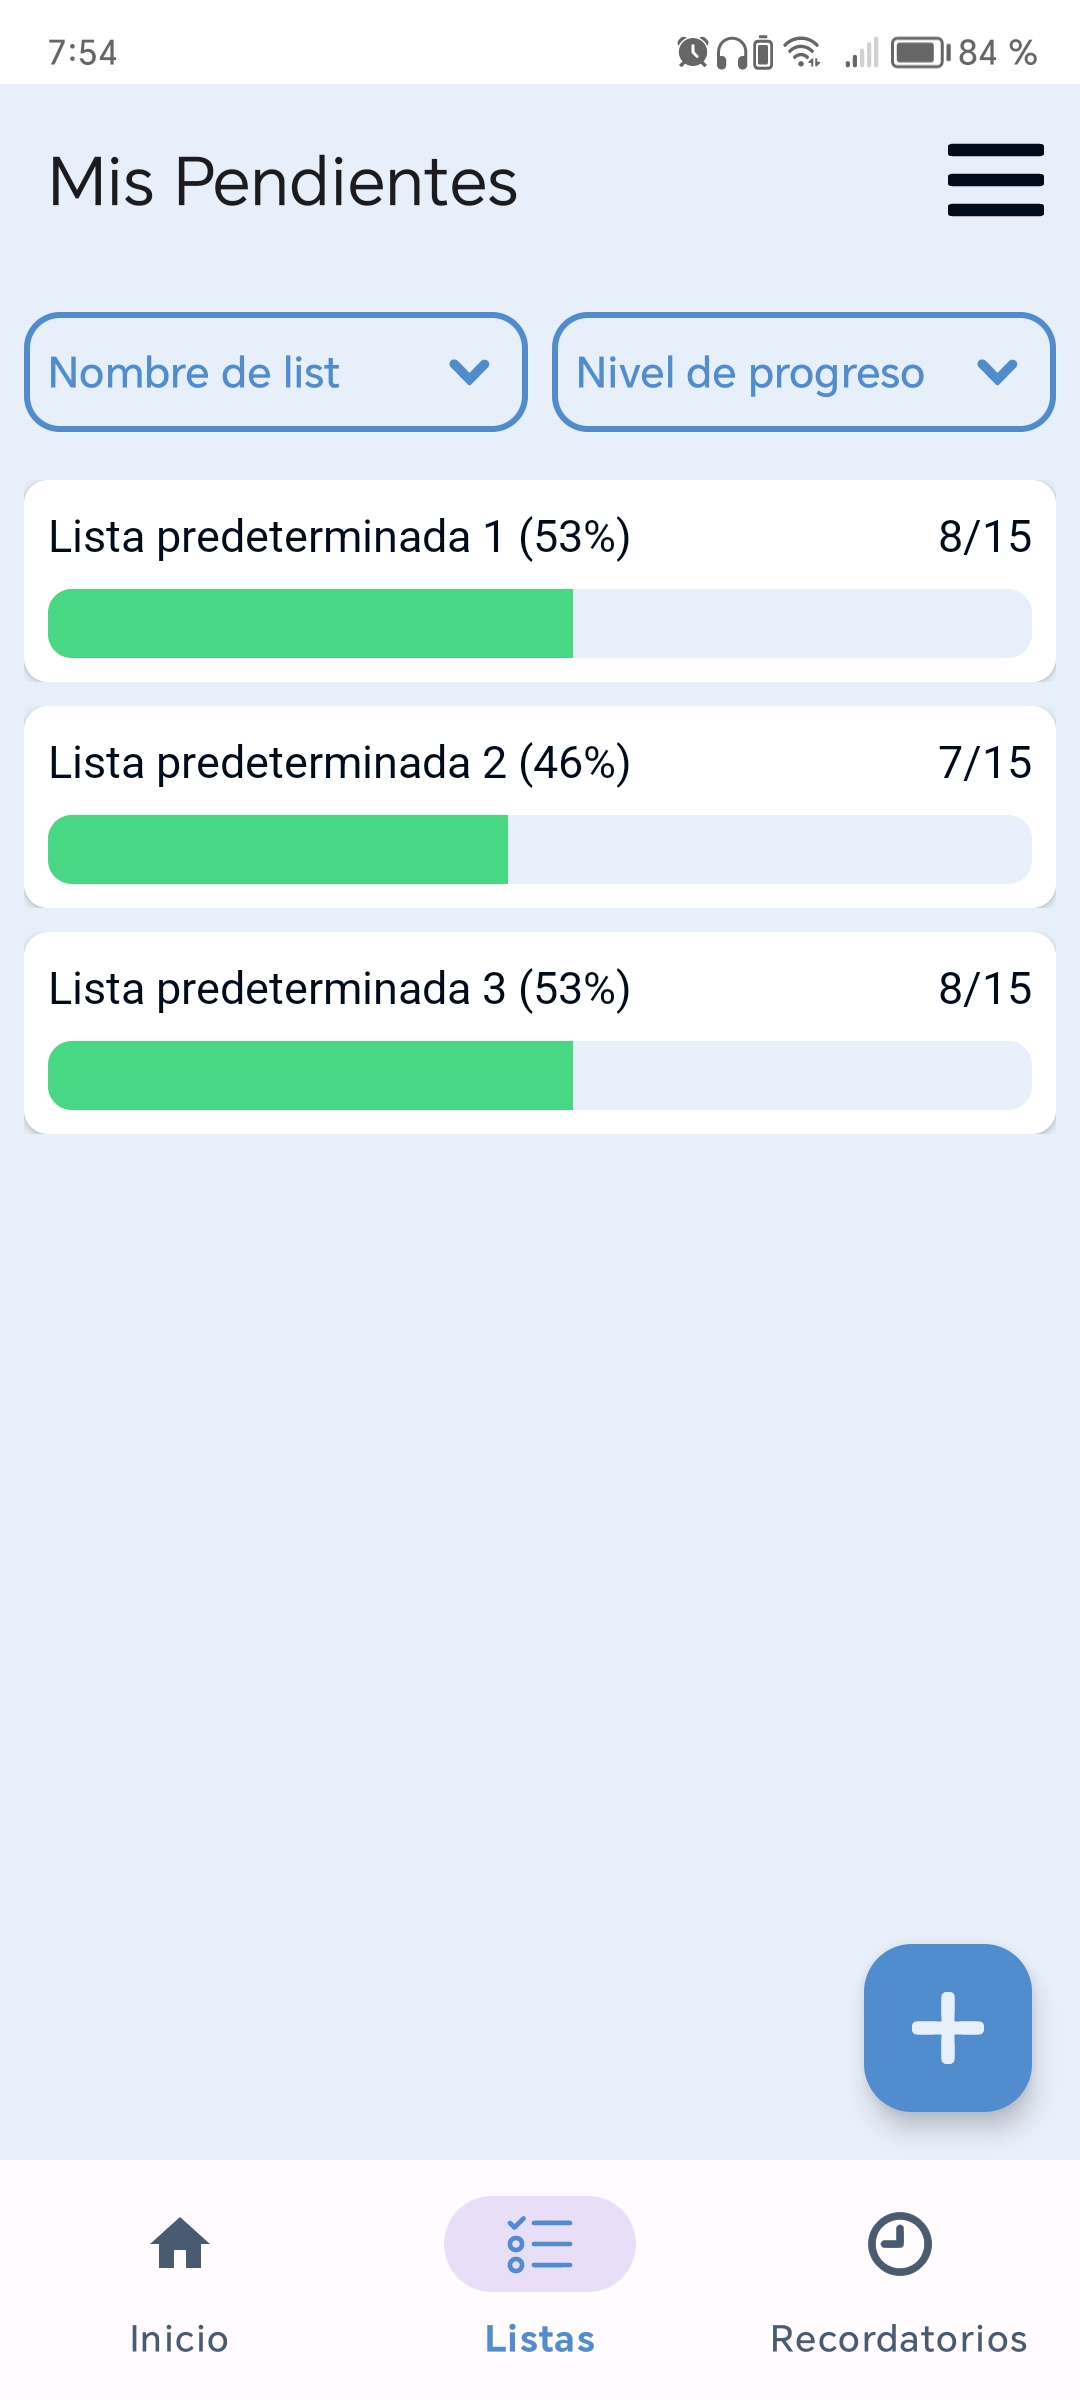 7:54
84 %
Mis Pendientes
Nombre de list
Nivel de progreso
Lista predeterminada 1 (53%)
8/15
Lista predeterminada 2 (46%)
7/15
Lista predeterminada 3 (53%)
8/15
Inicio
Listas
Recordatorios